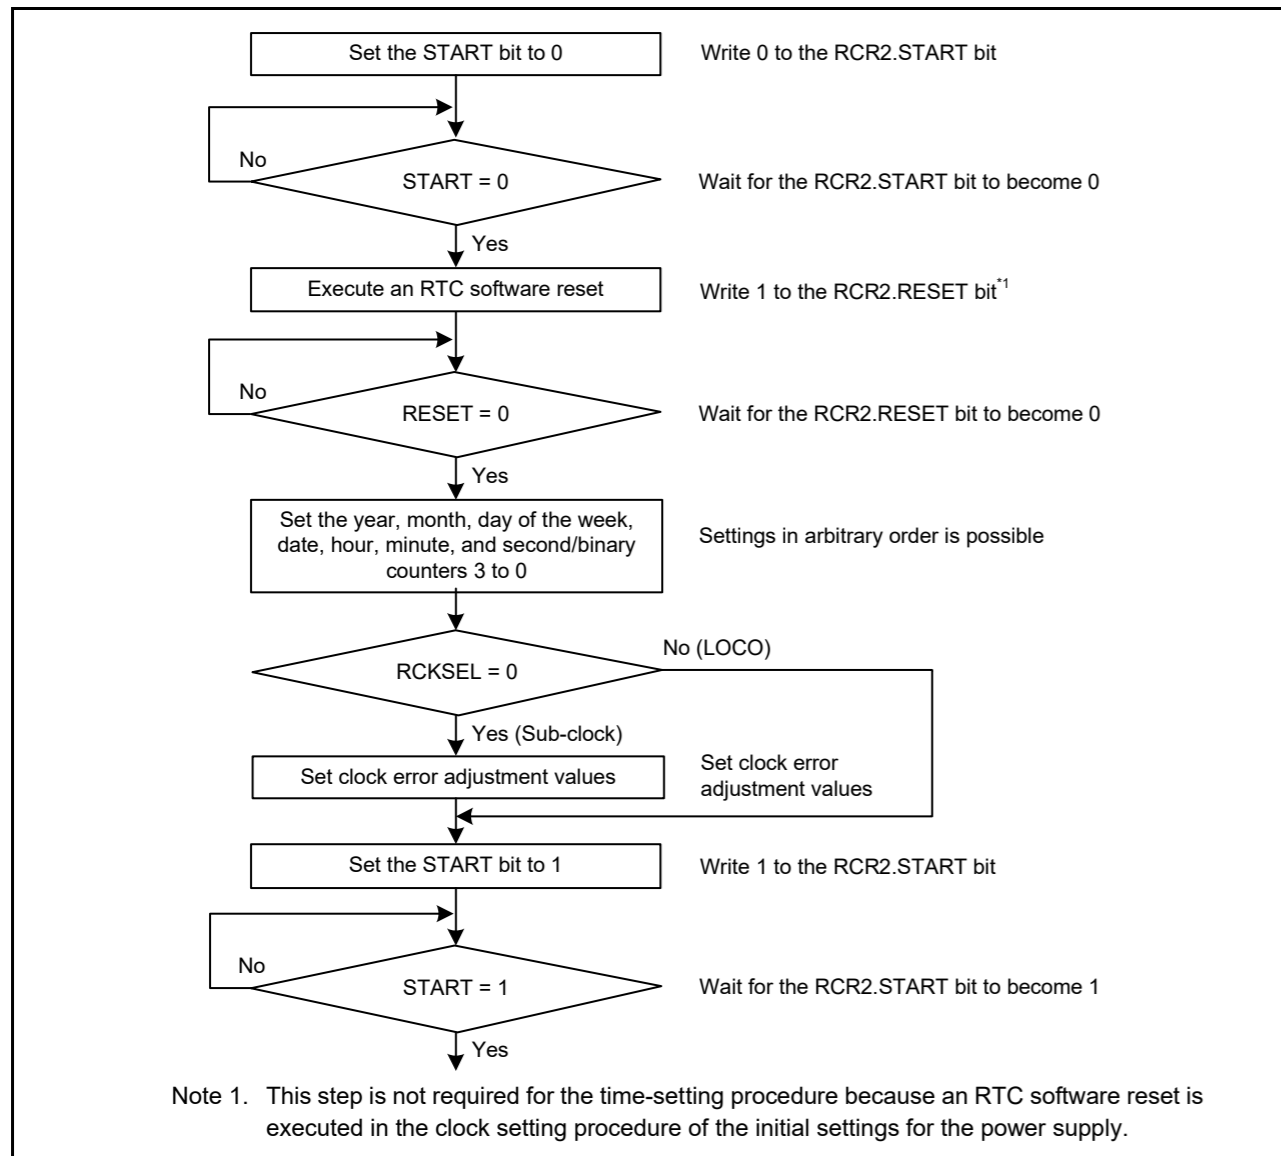 Set the START bit to 0
Write 0 to the RCR2.START bit
No
START = 0
Wait for the RCR2.START bit to become 0
Yes
Execute an RTC software reset
Write 1 to the RCR2.RESET bit*1
No
RESET = 0
Wait for the RCR2.RESET bit to become 0
Yes
Set the year, month, day of the week,
date, hour, minute, and second/binary
counters 3 to 0
Settings in arbitrary order is possible
No (LOCO)
RCKSEL = 0
Yes (Sub-clock)
Set clock error adjustment values
Set clock error
adjustment values
Set the START bit to 1
Write 1 to the RCR2.START bit
No
START = 1
Wait for the RCR2.START bit to become 1
Yes
Note 1. This step is not required for the time-setting procedure because an RTC software reset is
executed in the clock setting procedure of the initial settings for the power supply.